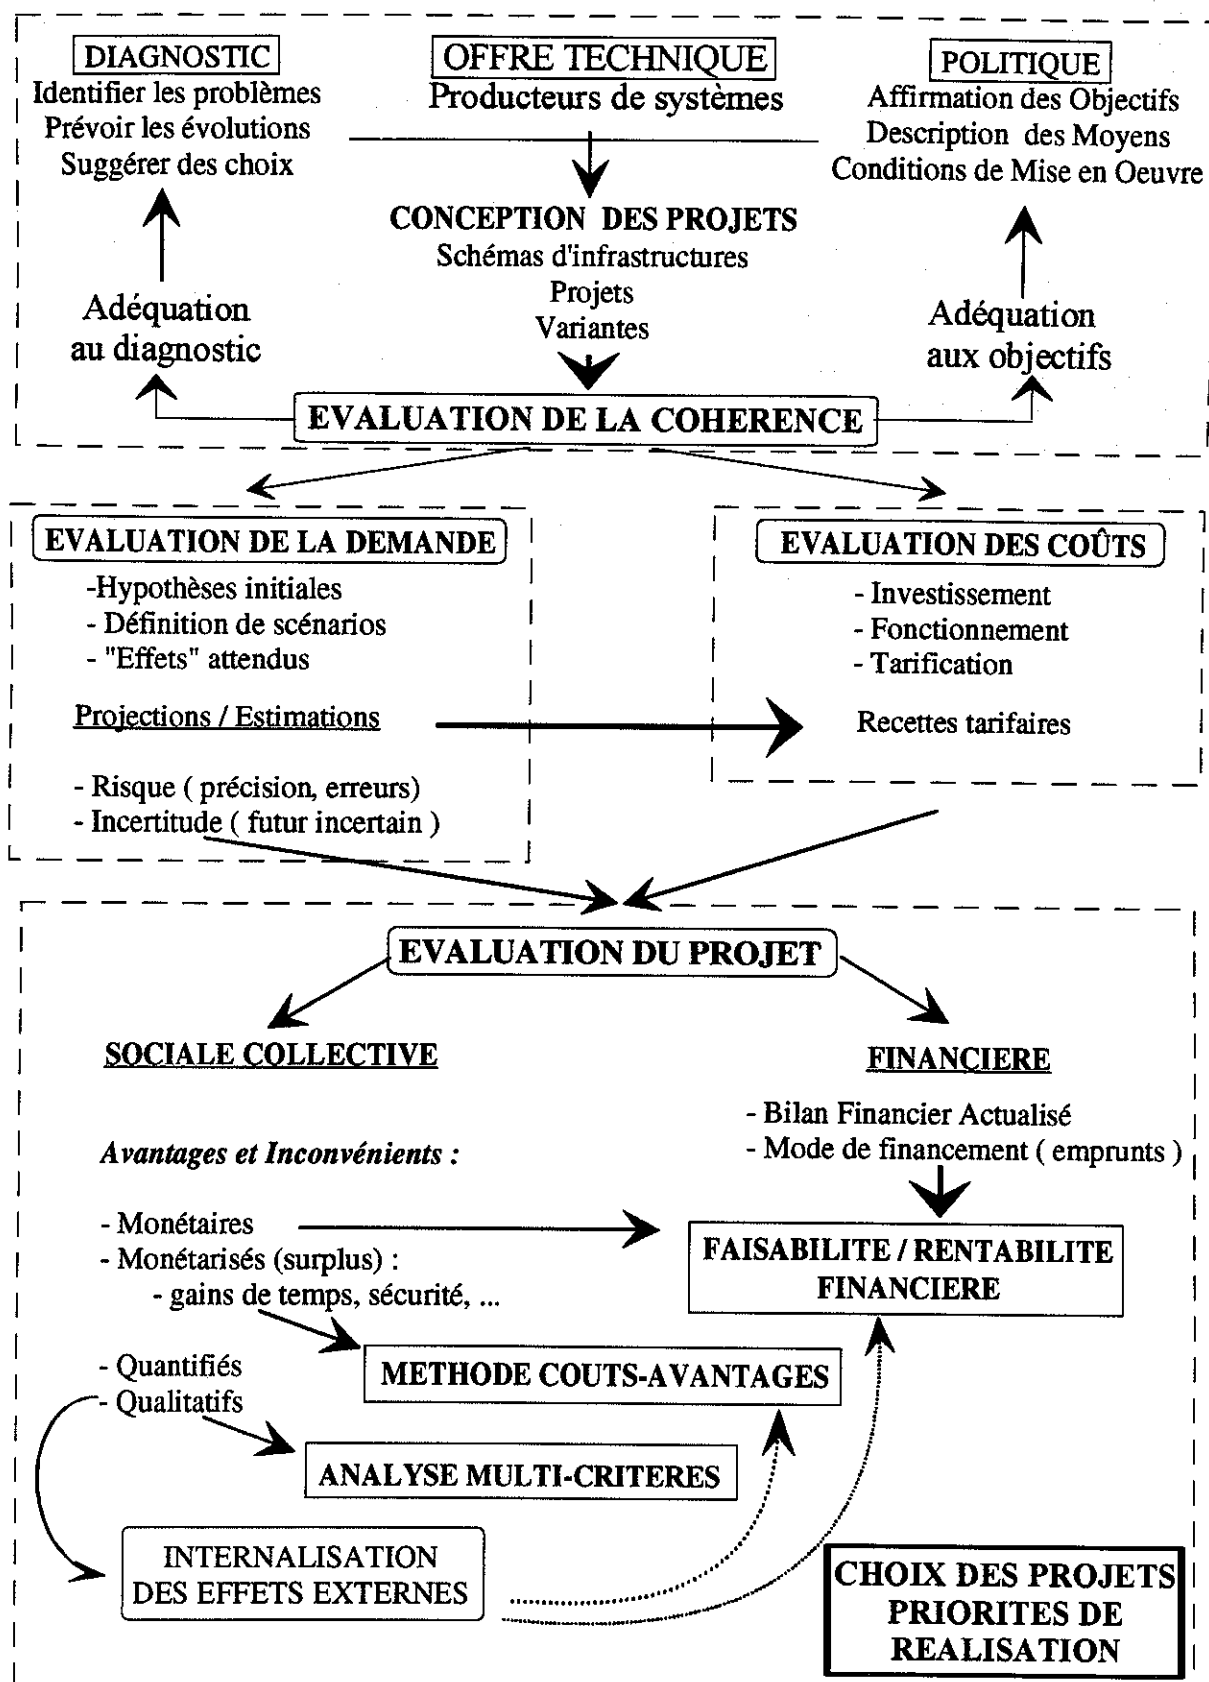 DIAGNOSTIC
Identifier les problèmes
Prévoir les évolutions
Suggérer des choix
OFFRE TECHNIQUE
Producteurs de systèmes
POLITIQUE
Affirmation des Objectifs
Description des Moyens
Conditions de Mise en Oeuvre
CONCEPTION DES PROJETS
Schémas d'infrastructures
Projets
Variantes
Adéquation
au diagnostic
Adéquation
aux objectifs
EVALUATION DE LA COHERENCE
EVALUATION DE LA DEMANDE
-Hypothèses initiales
- Définition de scénarios
- "Effets" attendus
Projections / Estimations
- Risque ( précision, erreurs)
- Incertitude ( futur incertain )
EVALUATION DES COÛTS
- Investissement
- Fonctionnement
- Tarification
Recettes tarifaires
EVALUATION DU PROJET
SOCIALE COLLECTIVE
Avantages et Inconvénients :
- Monétaires
- Monétarisés (surplus) :
- gains de temps, sécurité, ...
- Quantifiés
- Qualitatifs
FINANCIERE
- Bilan Financier Actualisé
- Mode de financement ( emprunts )
FAISABILITE / RENTABILITE
FINANCIERE
METHODE COUTS-AVANTAGES
ANALYSE MULTI-CRITERES
INTERNALISATION
DES EFFETS EXTERNES
CHOIX DES PROJETS
PRIORITES DE
REALISATION